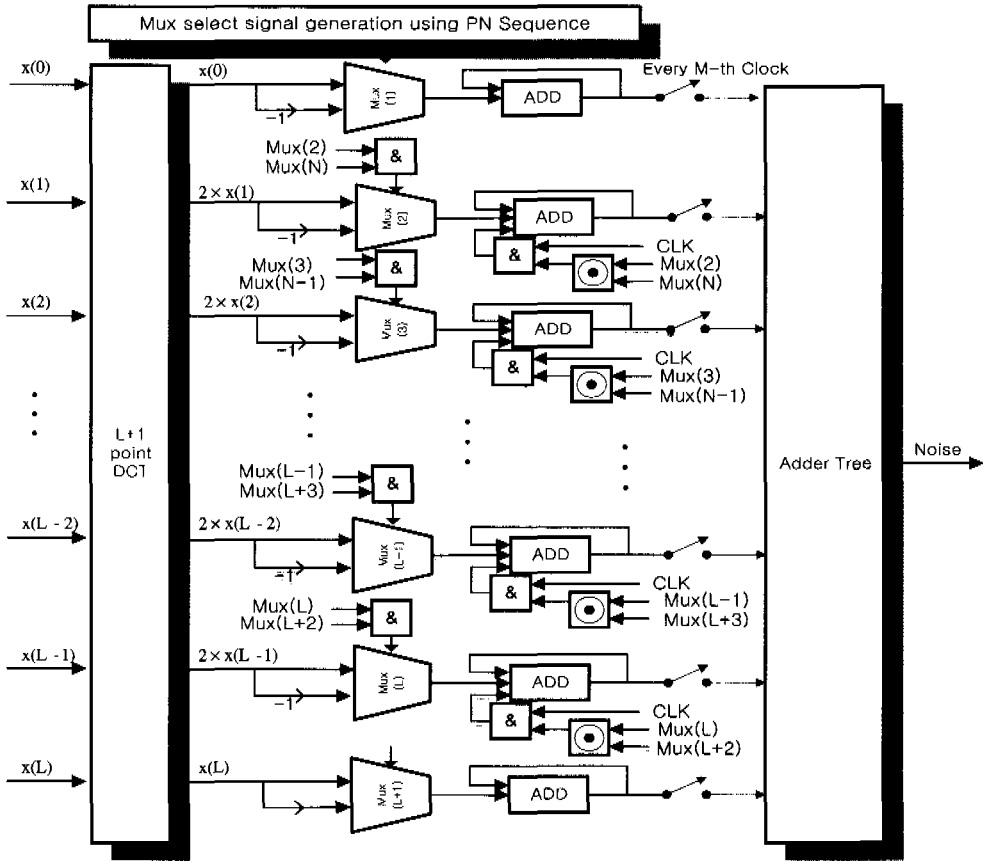 Mux select signal generation using PN Sequence
x(0)
x(0)
-1
Mux (1)
ADD
Every M-th Clock
Mux(2)
Mux(N)
&
x(1)
2 × x(1)
-1
Mux (2)
ADD
&
CLK
Mux(2)
Mux(N)
Mux(3)
Mux(N-1)
&
x(2)
2 × x(2)
-1
Mux (3)
ADD
&
CLK
Mux(3)
Mux(N-1)
L+1
point
DCT
Adder Tree
Noise
Mux(L-1)
Mux(L+3)
&
x(L - 2)
2 × x(L - 2)
-1
Mux (L-1)
ADD
&
CLK
Mux(L-1)
Mux(L+3)
Mux(L)
Mux(L+2)
&
x(L - 1)
2 × x(L - 1)
-1
Mux (L)
ADD
&
CLK
Mux(L)
Mux(L+2)
x(L)
x(L)
Mux (L+1)
ADD